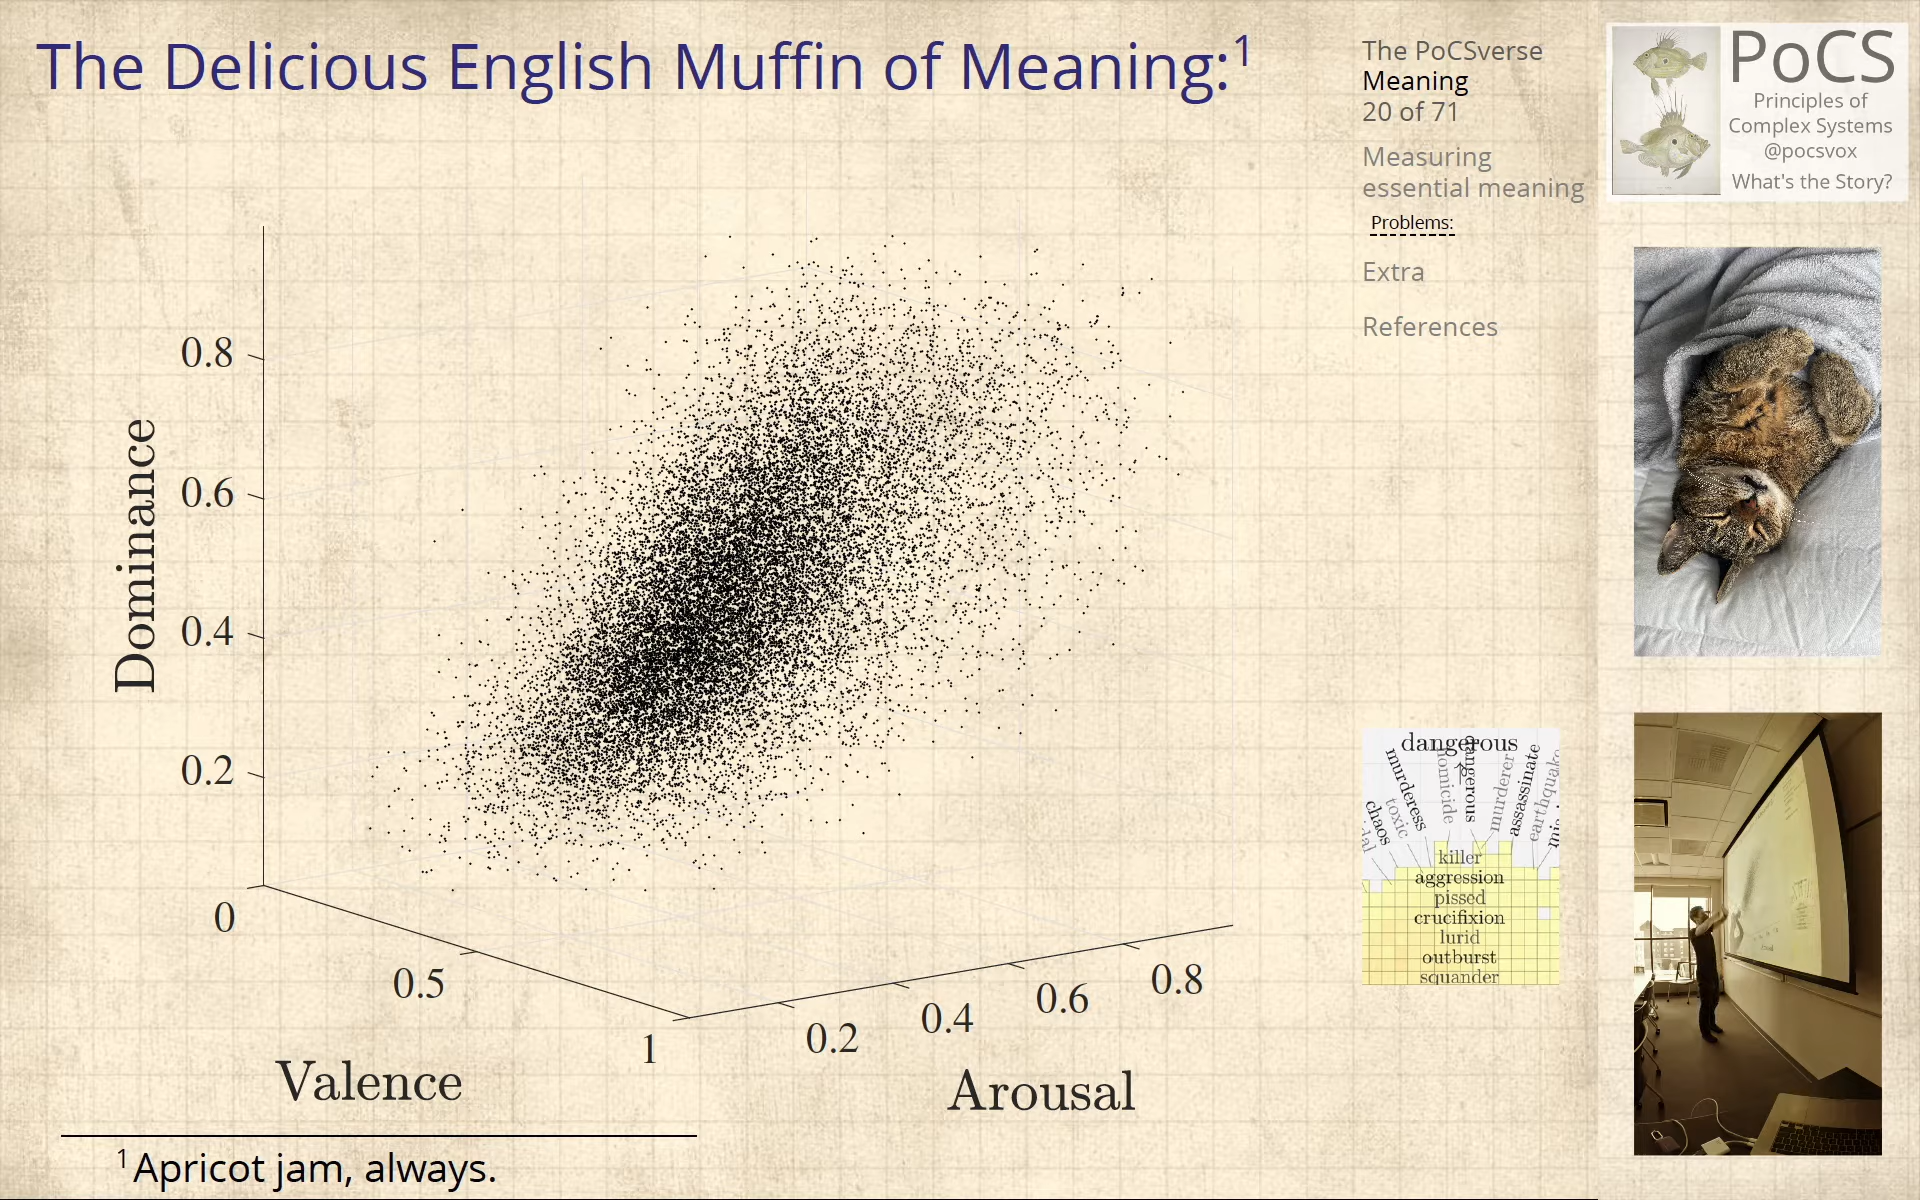 The Delicious English Muffin of Meaning:1
Dominance
0.8
0.6
0.4
0.2
0
0.5
1
0.2
0.4
0.6
0.8
Valence
Arousal
1 Apricot jam, always.
The PoCSverse
Meaning
20 of 71
Measuring
essential meaning
Problems:
Extra
References
dangerous
chaos
toxic
murderess
homicide
dangerous
murderer
assassinate
killer
aggression
pissed
crucifixion
lurid
outburst
squander
PoCS
Principles of
Complex Systems
@pocsvox
What's the Story?